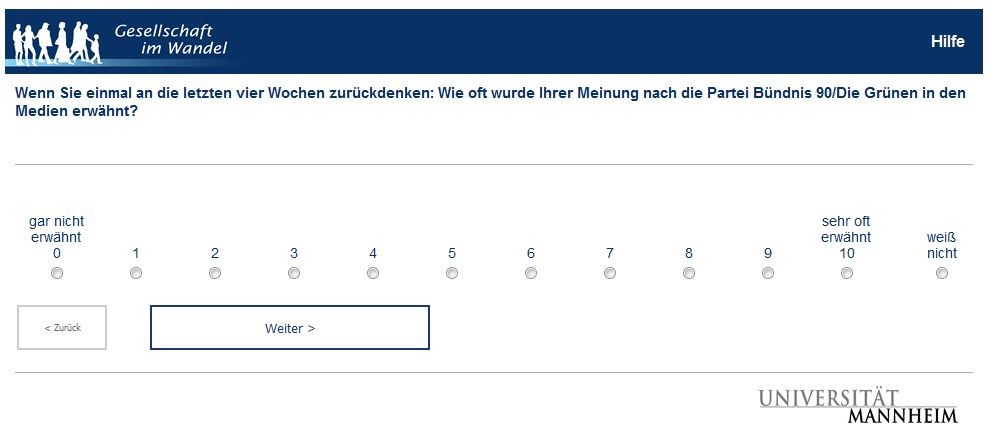 Gesellschaft
im Wandel
Hilfe
Wenn Sie einmal an die letzten vier Wochen zurückdenken: Wie oft wurde Ihrer Meinung nach die Partei Bündnis 90/Die Grünen in den
Medien erwähnt?
gar nicht
erwähnt
0
1
2
3
4
5
6
7
8
9
sehr oft
erwähnt
10
weiß
nicht
< Zurück
Weiter >
UNIVERSITÄT
MANNHEIM